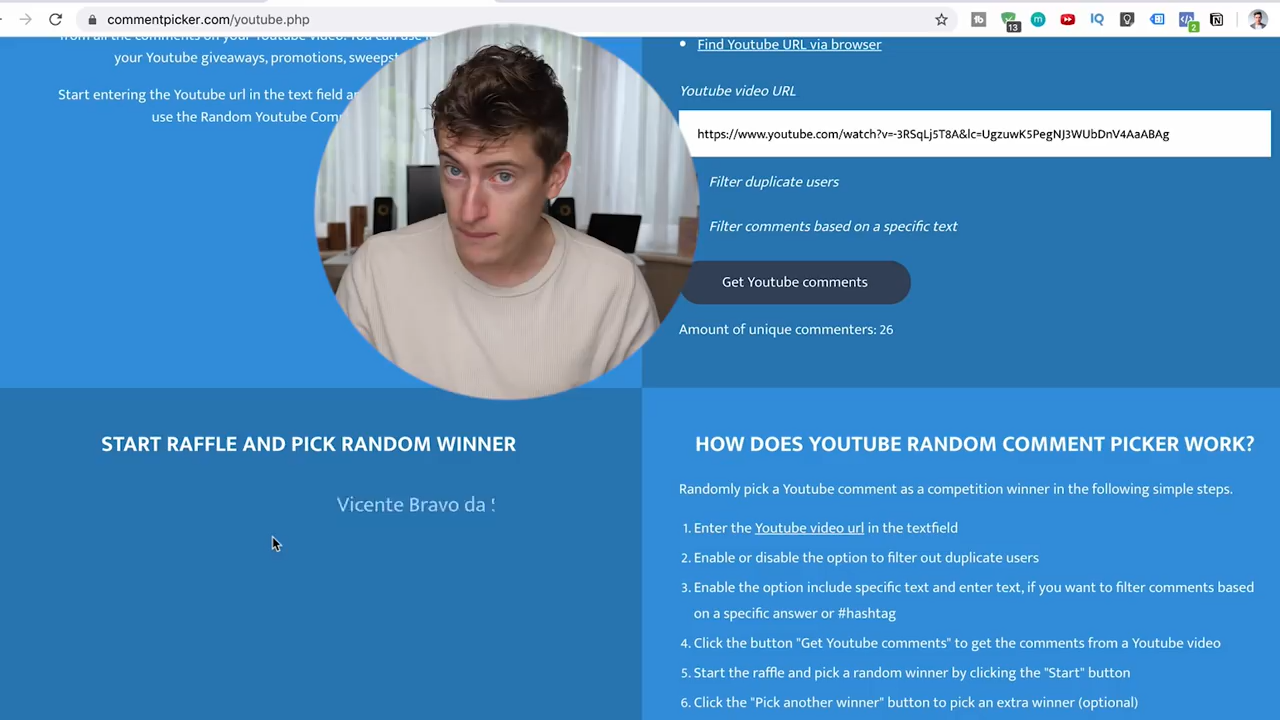 commentpicker.com/youtube.php
13
2
your Youtube giveaways, promotions, sweepst
Start entering the Youtube url in the text field a
use the Random Youtube Com
Find Youtube URL via browser
Youtube video URL
https://www.youtube.com/watch?v=-3RSqLj5T8A&lc=UgzuwK5PegNJ3WUbDnV4AaABAg
Filter duplicate users
Filter comments based on a specific text
Get Youtube comments
Amount of unique commenters: 26
START RAFFLE AND PICK RANDOM WINNER
Vicente Bravo da
HOW DOES YOUTUBE RANDOM COMMENT PICKER WORK?
Randomly pick a Youtube comment as a competition winner in the following simple steps.
1. Enter the Youtube video url in the textfield
2. Enable or disable the option to filter out duplicate users
3. Enable the option include specific text and enter text, if you want to filter comments based
on a specific answer or #hashtag
4. Click the button "Get Youtube comments" to get the comments from a Youtube video
5. Start the raffle and pick a random winner by clicking the "Start" button
6. Click the "Pick another winner" button to pick an extra winner (optional)